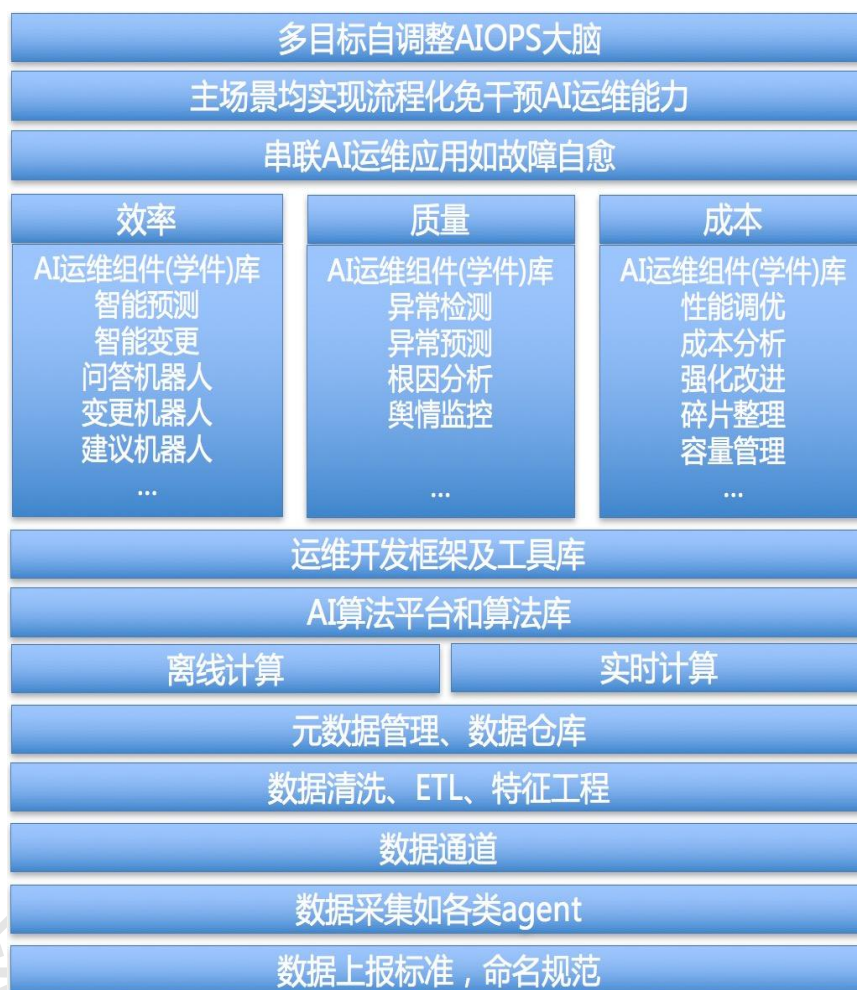 多目标自调整AIOPS大脑
主场景均实现流程化免干预AI运维能力
串联AI运维应用如故障自愈
效率
AI运维组件(学件)库
智能预测
智能变更
问答机器人
变更机器人
建议机器人
...
质量
AI运维组件(学件)库
异常检测
异常预测
根因分析
舆情监控
...
成本
AI运维组件(学件)库
性能调优
成本分析
强化改进
碎片整理
容量管理
...
运维开发框架及工具库
AI算法平台和算法库
离线计算
实时计算
元数据管理、数据仓库
数据清洗、ETL、特征工程
数据通道
数据采集如各类agent
数据上报标准，命名规范